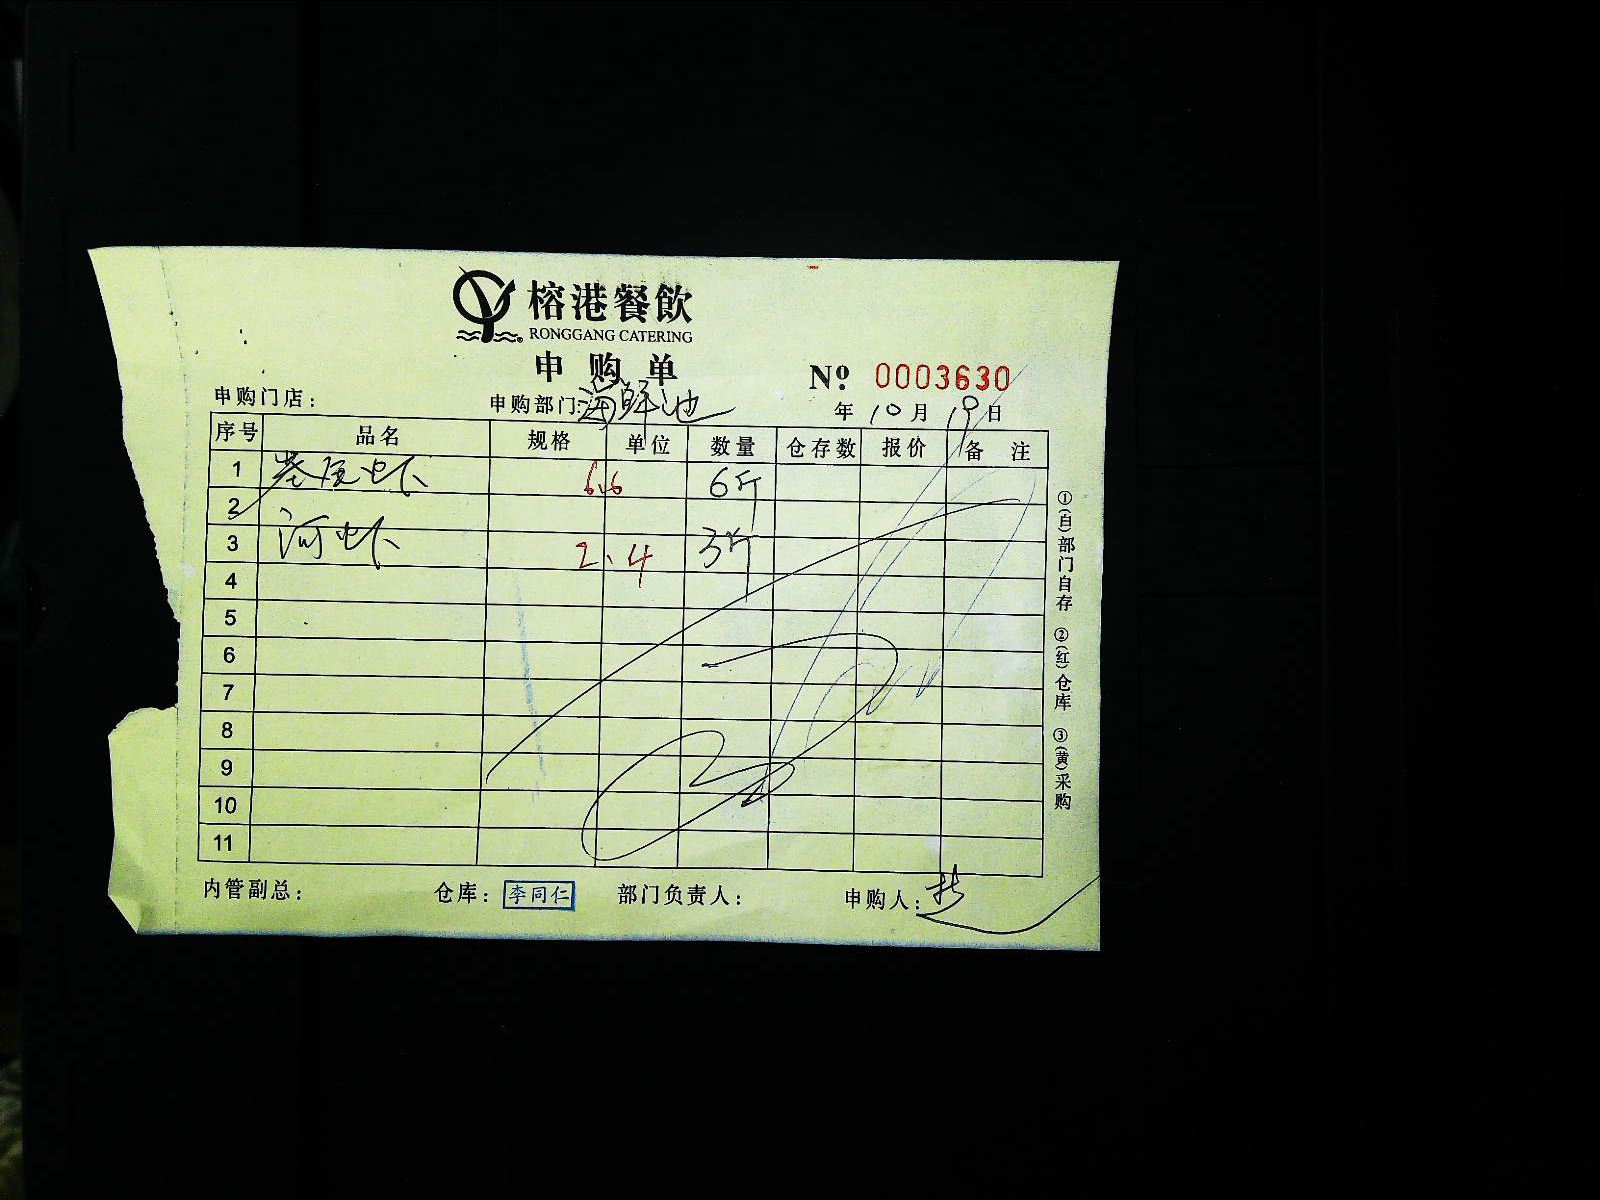 榕港餐飲
RONGGANG CATERING
申购单
№ 0003630
申购门店： 申购部门：海鲜池 年 10月 19日
序号 品名 规格 单位 数量 仓存数 报价 备注
1 基围虾 6.6 6斤
2
3 河虾 2.4 3斤
4
5
6
7
8
9
10
11
①(白)部门自存 ②(红)仓库 ③(黄)采购
内管副总： 仓库：李同仁 部门负责人： 申购人：